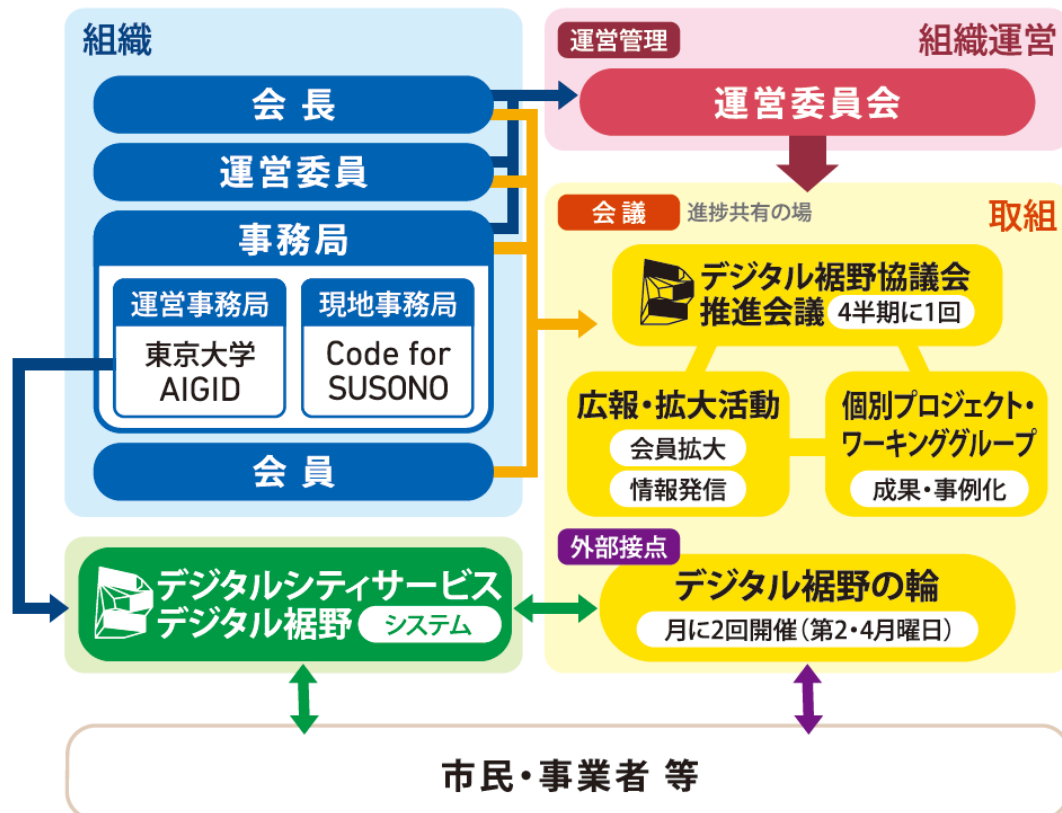 組織
会長
運営委員
事務局
運営事務局
東京大学
AIGID
現地事務局
Code for
SUSONO
会員
運営管理
組織運営
運営委員会
会議
進捗共有の場
取組
デジタル裾野協議会
推進会議
4半期に1回
広報・拡大活動
会員拡大
情報発信
個別プロジェクト・
ワーキンググループ
成果・事例化
デジタルシティサービス
デジタル裾野
システム
外部接点
デジタル裾野の輪
月に2回開催(第2・4月曜日)
市民・事業者 等